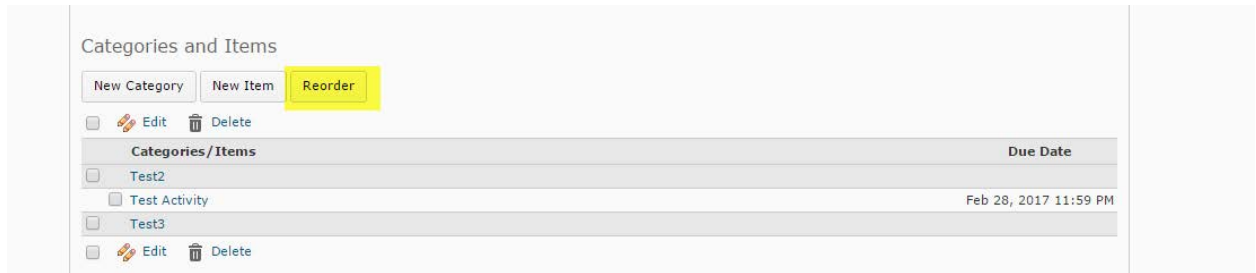 Categories and Items
New Category New Item Reorder
Edit Delete
Categories/Items Due Date
Test2
Test Activity Feb 28, 2017 11:59 PM
Test3
Edit Delete